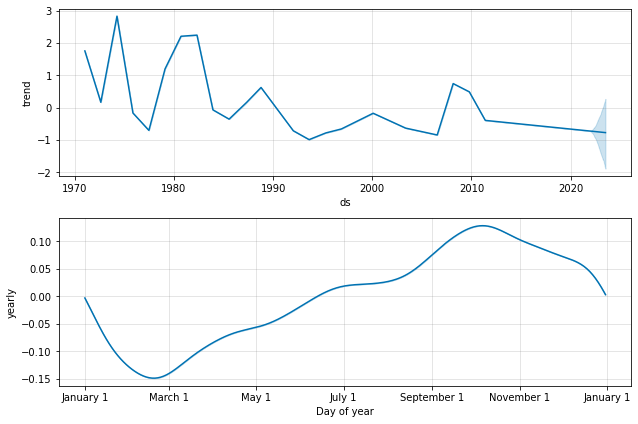 3
2
1
0
−1
−2
trend
1970 1980 1990 2000 2010 2020
ds
0.10
0.05
0.00
−0.05
−0.10
−0.15
yearly
January 1 March 1 May 1 July 1 September 1 November 1 January 1
Day of year